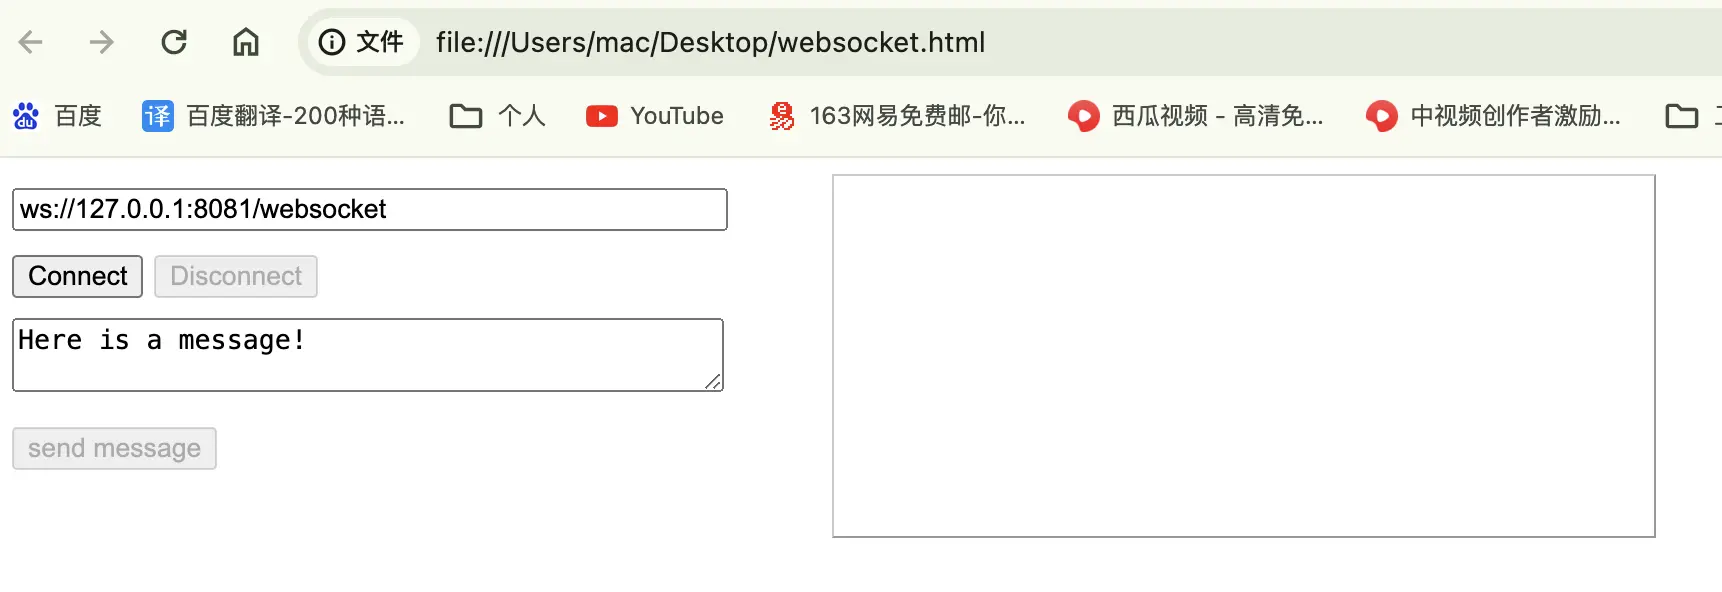 文件 file:///Users/mac/Desktop/websocket.html
百度 百度翻译-200种语... 个人 YouTube 163网易免费邮-你... 西瓜视频 - 高清免... 中视频创作者激励...
ws://127.0.0.1:8081/websocket
Connect Disconnect
Here is a message!
send message